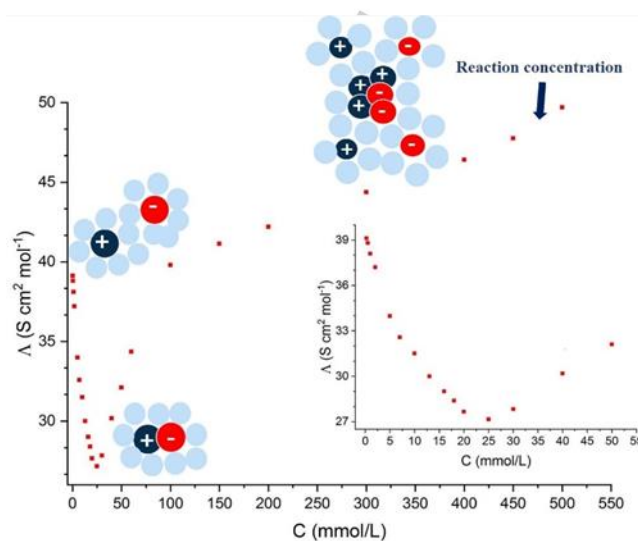 Reaction concentration
50
45
40
35
30
Λ (S cm² mol⁻¹)
0 50 100 150 200 250 300 350 400 450 500 550
C (mmol/L)
39
36
33
30
27
Λ (S cm² mol⁻¹)
0 5 10 15 20 25 30 35 40 45 50 55
C (mmol/L)
+ -
+ -
+ -
+ +
-
+ -
+ -